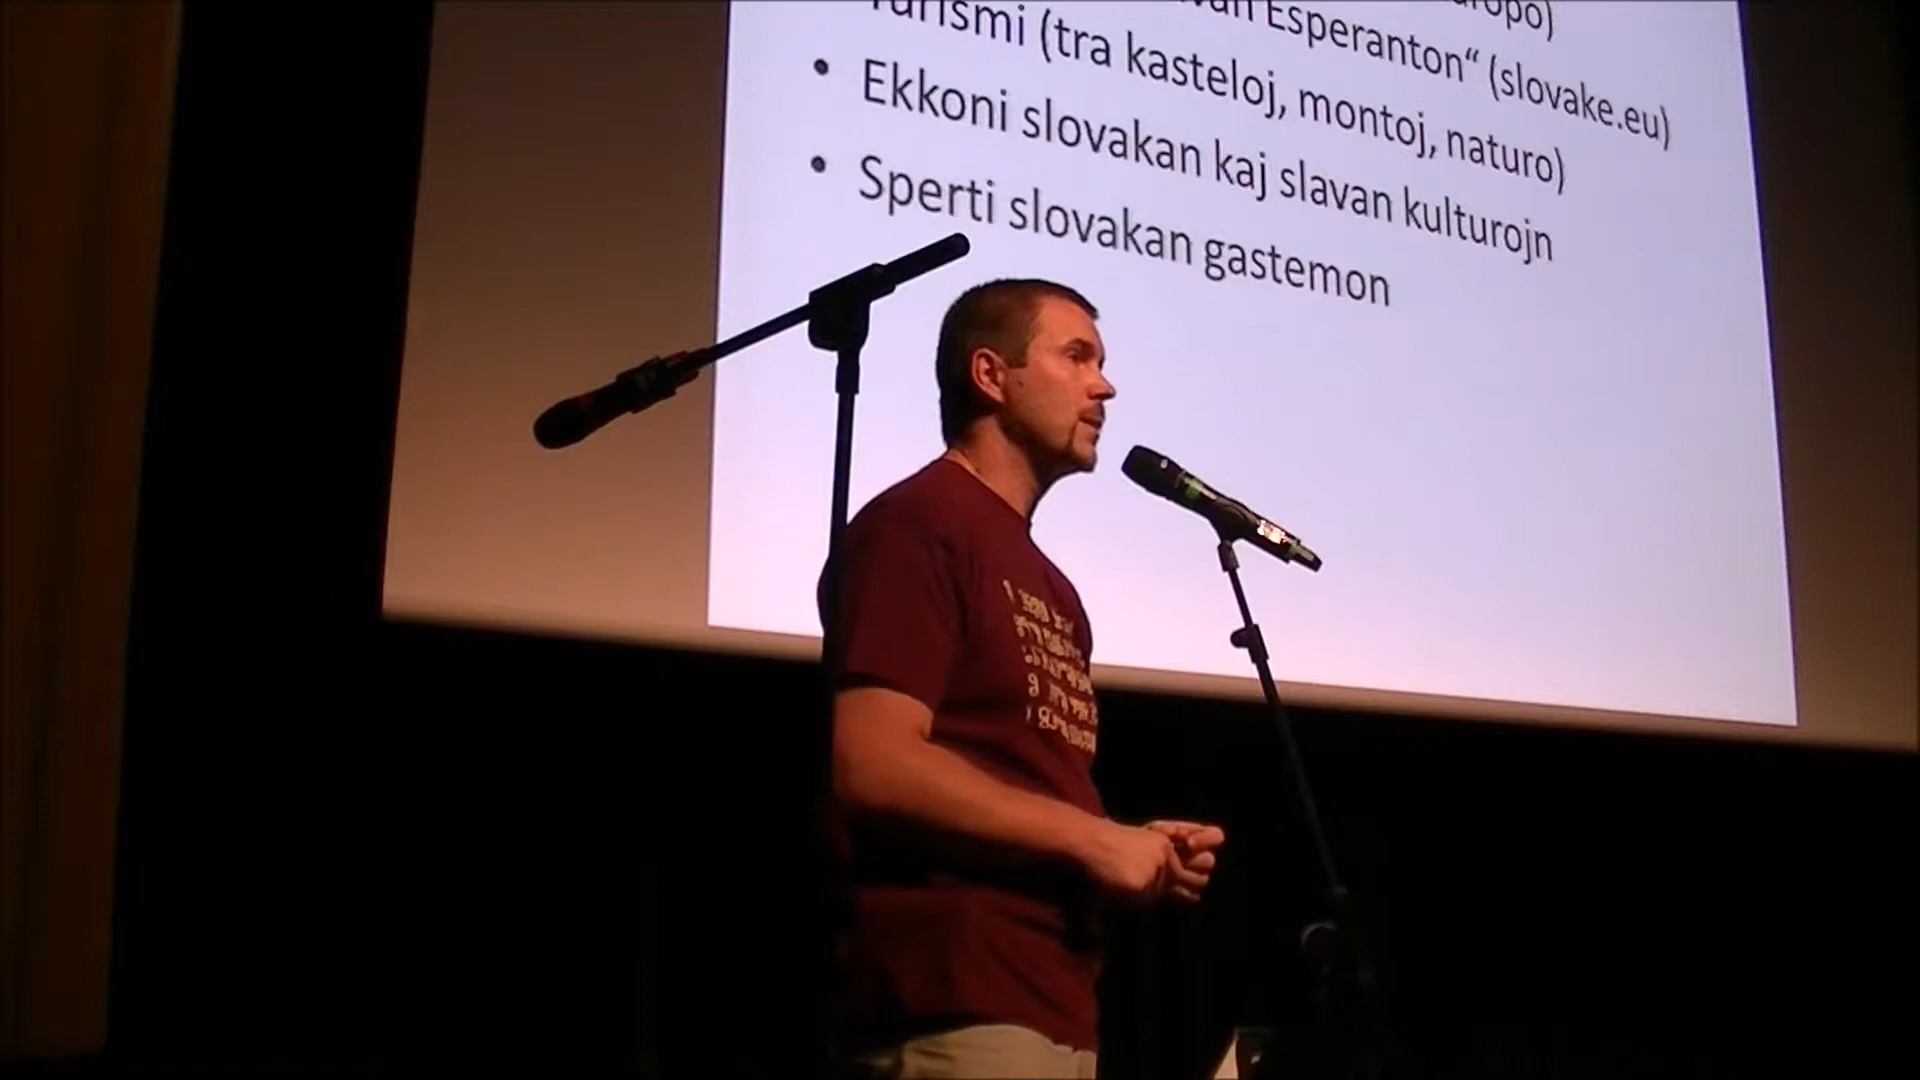 Esperanton“ (slovake.eu)
Turismi (tra kasteloj, montoj, naturo)
• Ekkoni slovakan kaj slavan kulturojn
• Sperti slovakan gastemon